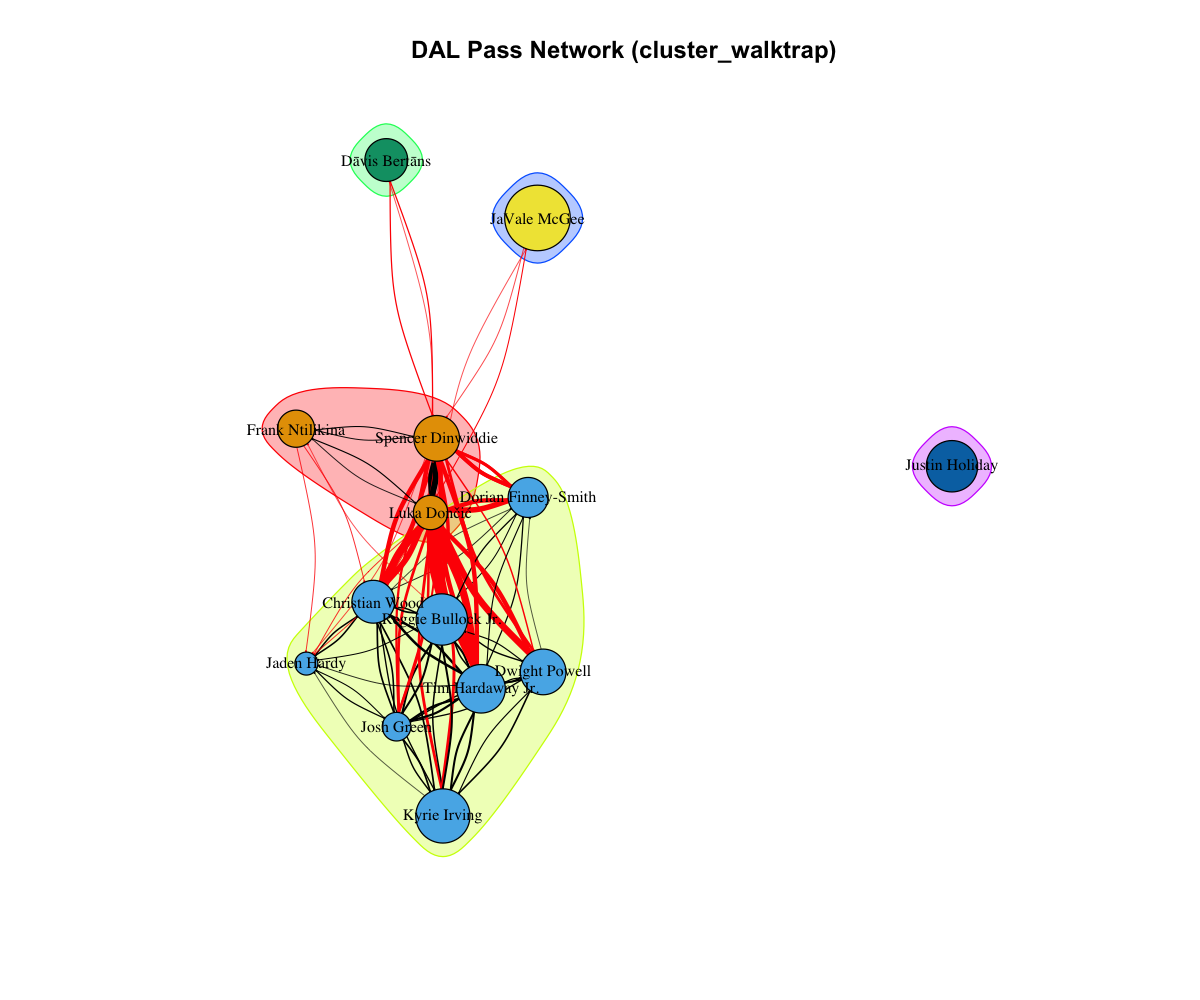 DAL Pass Network (cluster_walktrap)
Dāvis Bertāns
JaVale McGee
Frank Ntilikina
Spencer Dinwiddie
Justin Holiday
Dorian Finney-Smith
Luka Dončić
Christian Wood
Reggie Bullock Jr.
Jaden Hardy
Dwight Powell
Tim Hardaway Jr.
Josh Green
Kyrie Irving